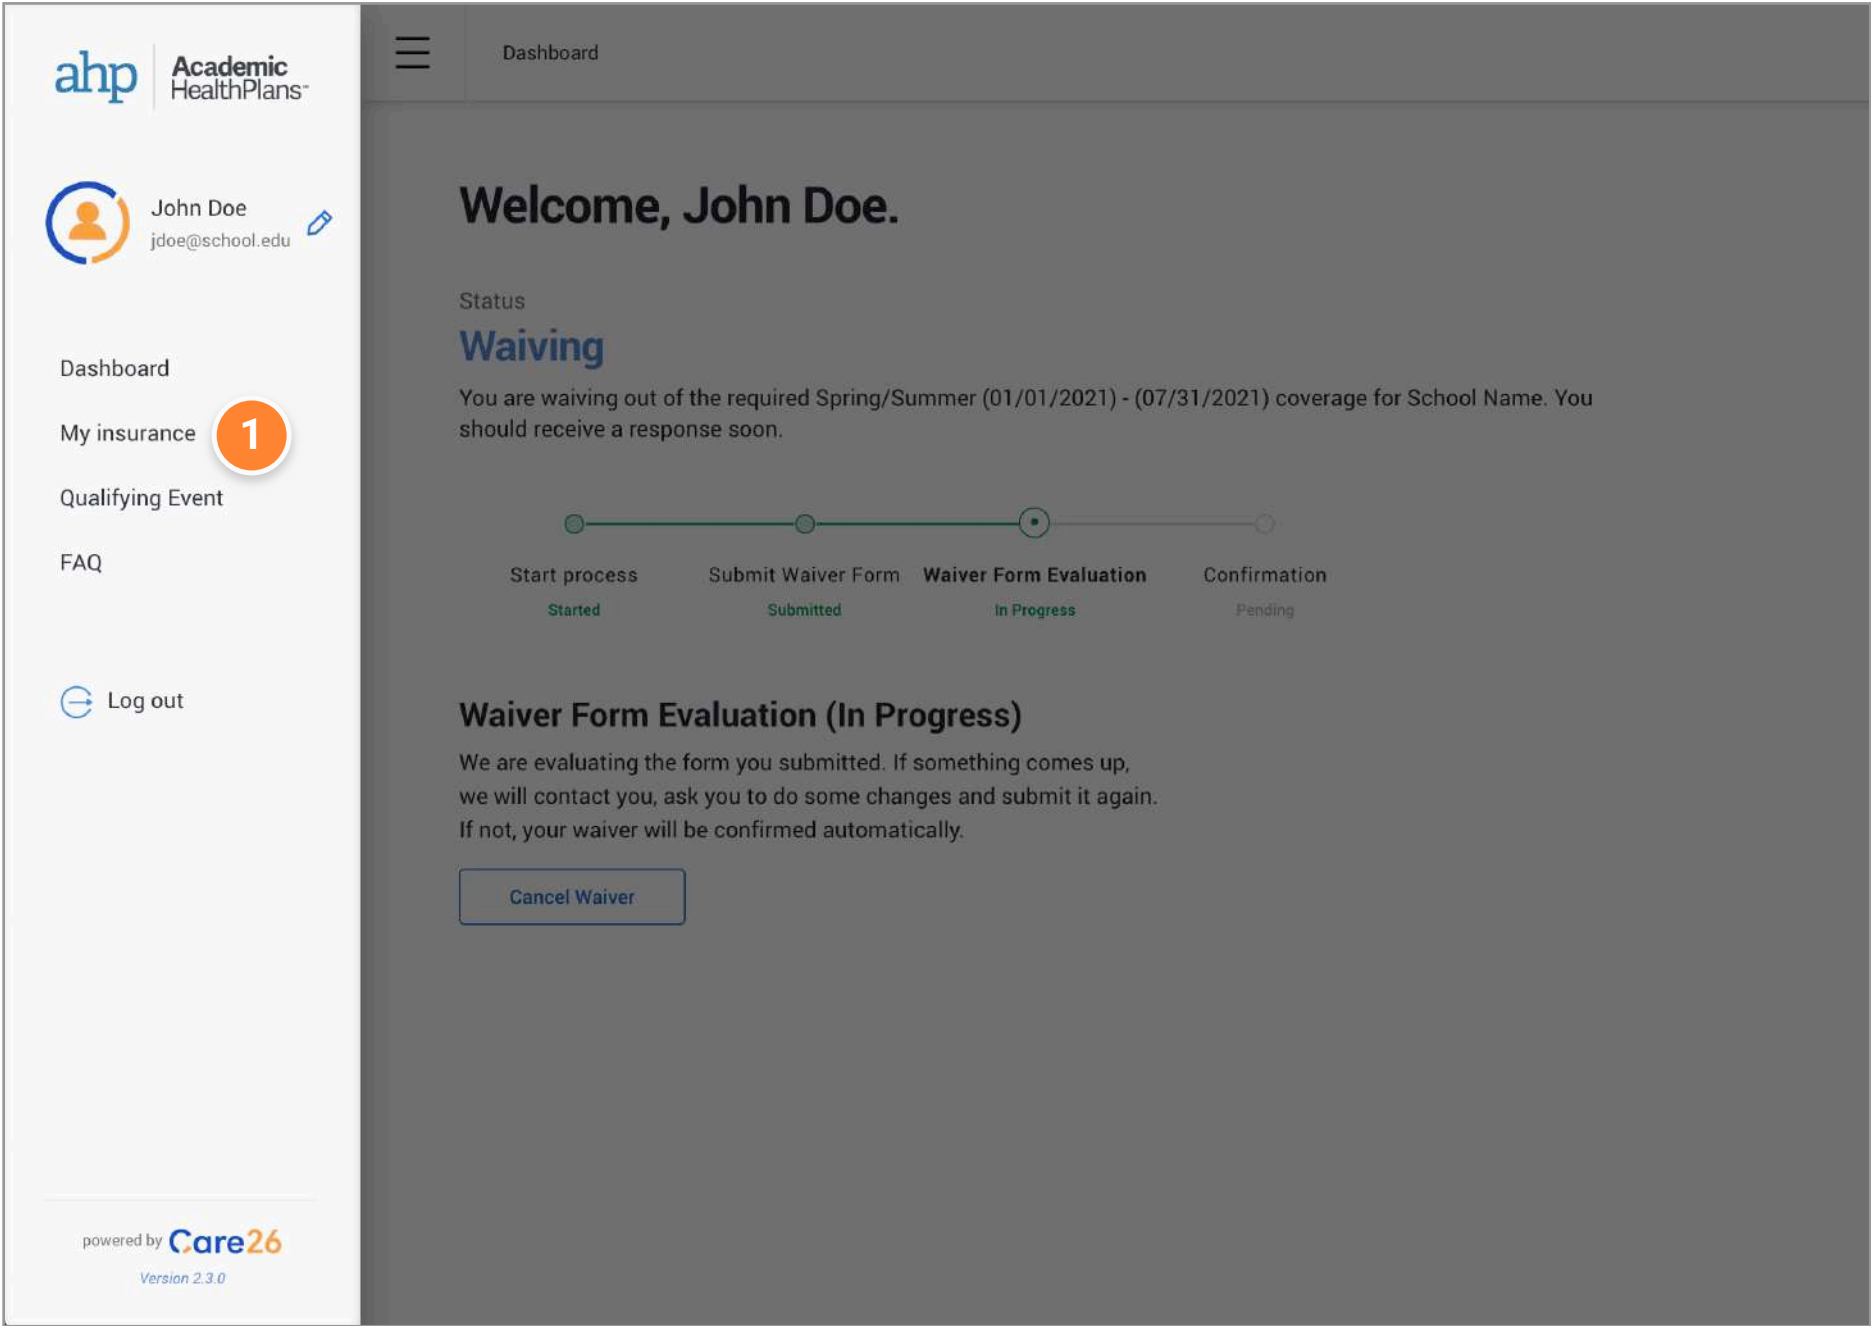 ahp Academic
HealthPlans
John Doe
jdoe@school.edu
Dashboard
My insurance 1
Qualifying Event
FAQ
Log out
powered by Care26
Version 2.3.0
Dashboard
Welcome, John Doe.
Status
Waiving
You are waiving out of the required Spring/Summer (01/01/2021) - (07/31/2021) coverage for School Name. You
should receive a response soon.
Start process Submit Waiver Form Waiver Form Evaluation Confirmation
Started Submitted In Progress Pending
Waiver Form Evaluation (In Progress)
We are evaluating the form you submitted. If something comes up,
we will contact you, ask you to do some changes and submit it again.
If not, your waiver will be confirmed automatically.
Cancel Waiver